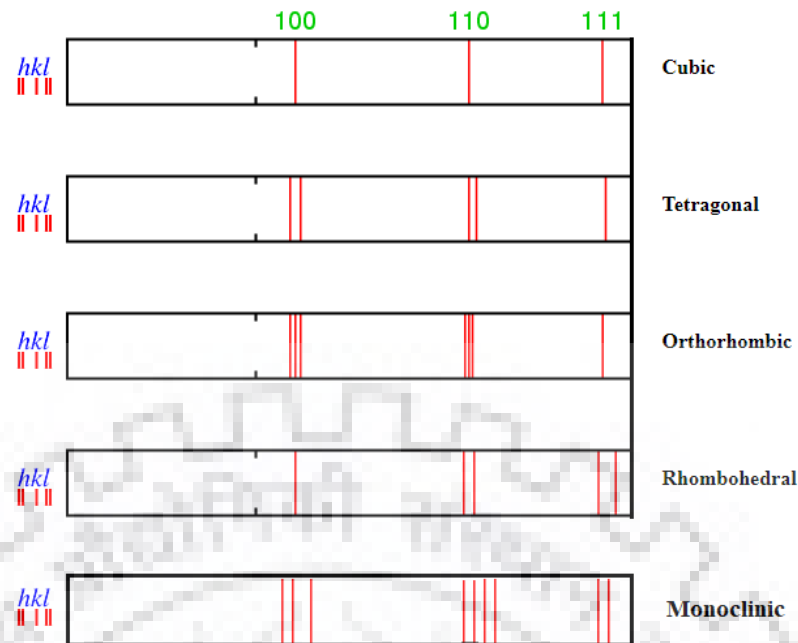 100 110 111
hkl Cubic
hkl Tetragonal
hkl Orthorhombic
hkl Rhombohedral
hkl Monoclinic